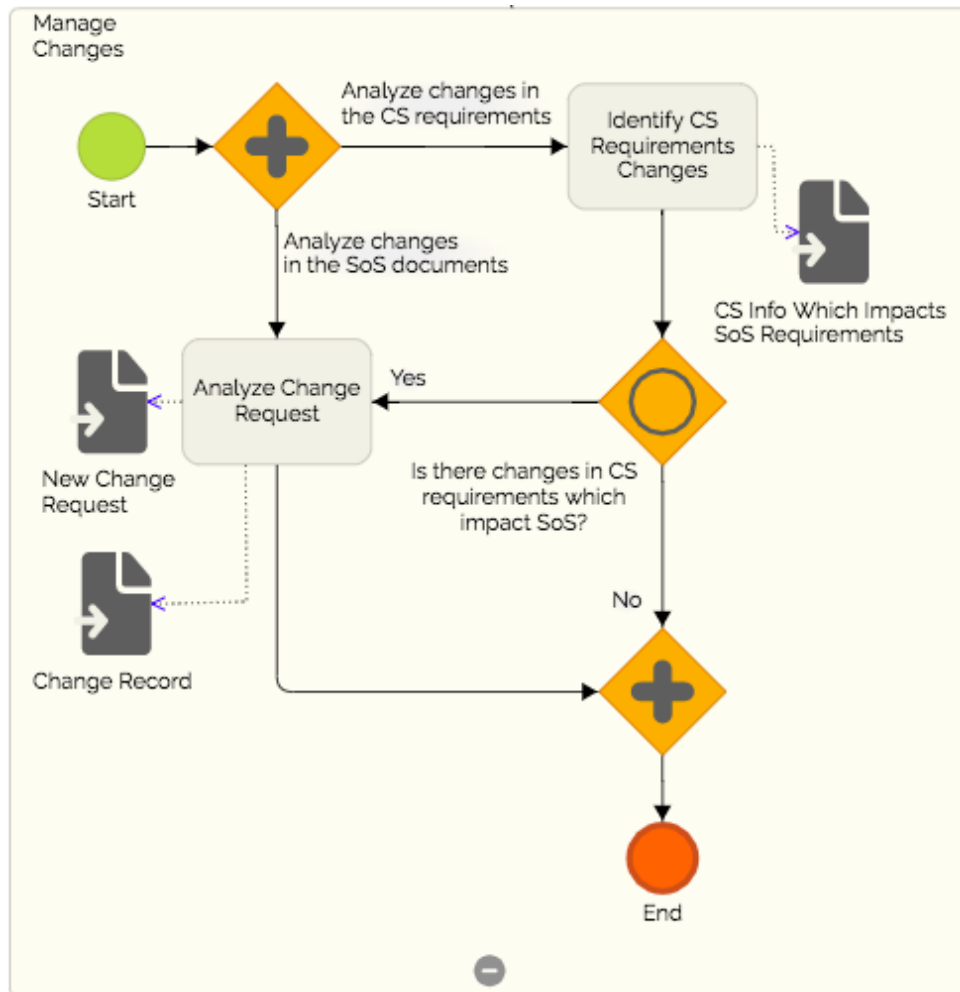 Manage
Changes
Analyze changes in
the CS requirements
Identify CS
Requirements
Changes
Start
Analyze changes
in the SoS documents
CS Info Which Impacts
SoS Requirements
Analyze Change
Request
Yes
New Change
Request
Is there changes in CS
requirements which
impact SoS?
No
Change Record
End